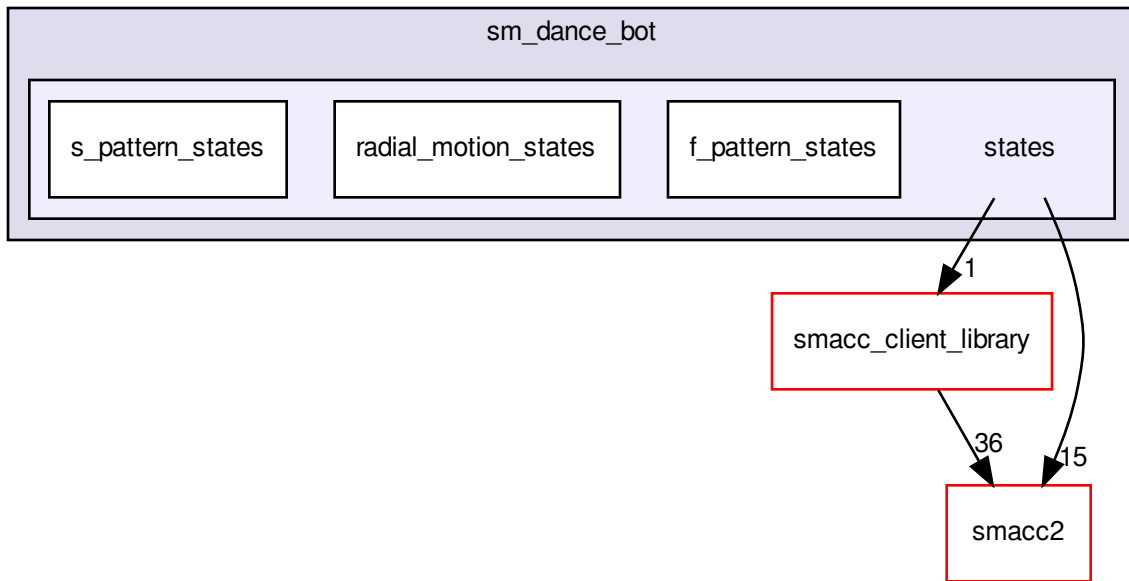 sm_dance_bot
s_pattern_states
radial_motion_states
f_pattern_states
states
1
smacc_client_library
36
15
smacc2